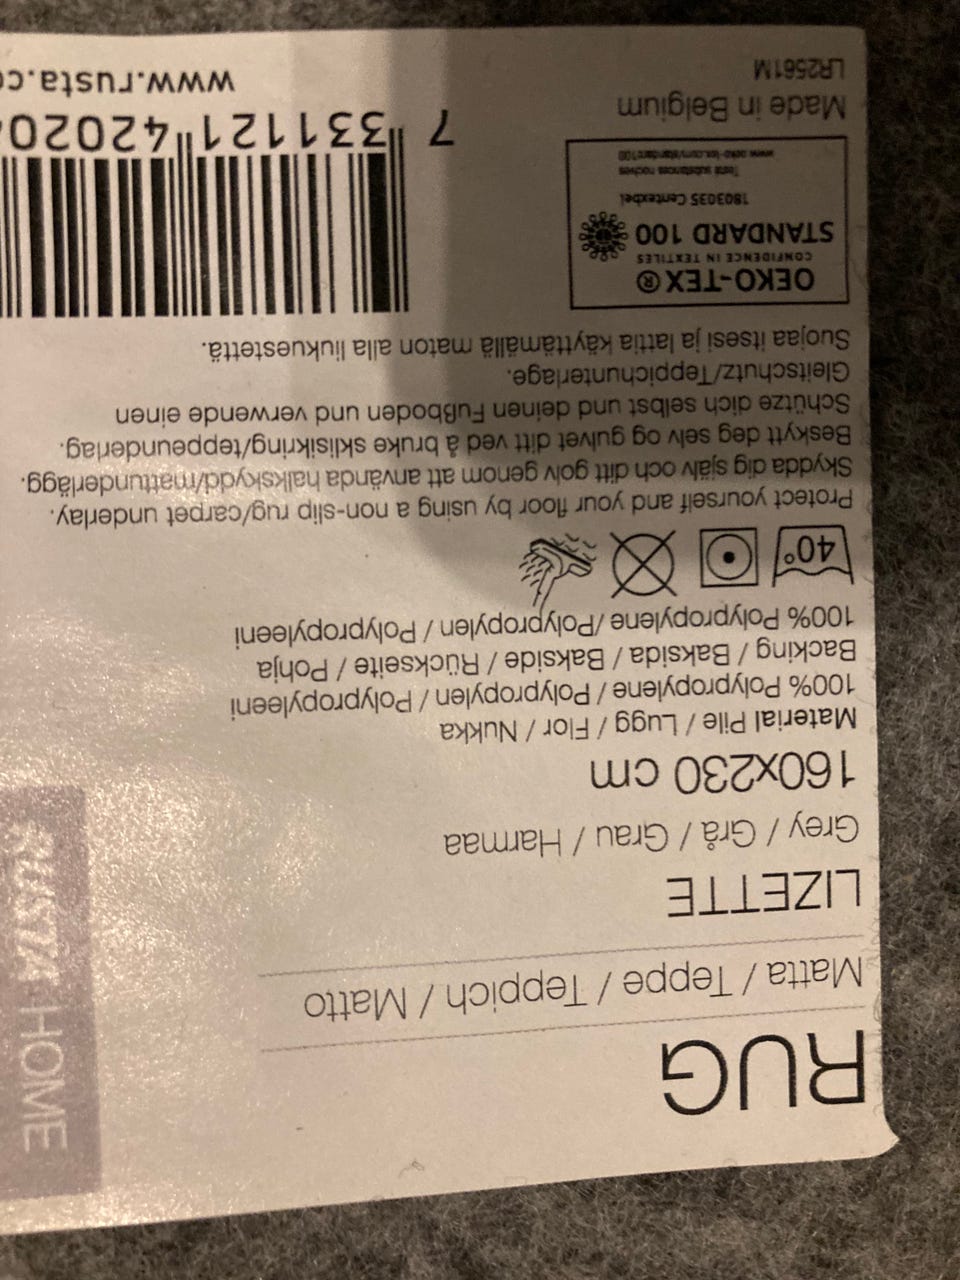 RUG
Matta / Teppe / Teppich / Matto
LIZETTE
Grey / Grå / Grau / Harmaa
160x230 cm
Material Pile / Lugg / Flor / Nukka
100% Polypropylene / Polypropylen / Polypropyleeni
Backing / Baksida / Bakside / Rückseite / Pohja
100% Polypropylene /Polypropylen / Polypropyleeni
40°
Protect yourself and your floor by using a non-slip rug/carpet underlay.
Skydda dig själv och ditt golv genom att använda halkskydd/mattunderlägg.
Beskytt deg selv og gulvet ditt ved å bruke sklisikring/teppeunderlag.
Schütze dich selbst und deinen Fußboden und verwende einen
Gleitschutz/Teppichunterlage.
Suojaa itsesi ja lattia käyttämällä maton alla liukuestettä.
OEKO-TEX®
CONFIDENCE IN TEXTILES
STANDARD 100
1803035 Centexbel
www.oeko-tex.com/standard100
Made in Belgium
LR2561M
7 331121 42020
www.rusta.co
RUSTA HOME